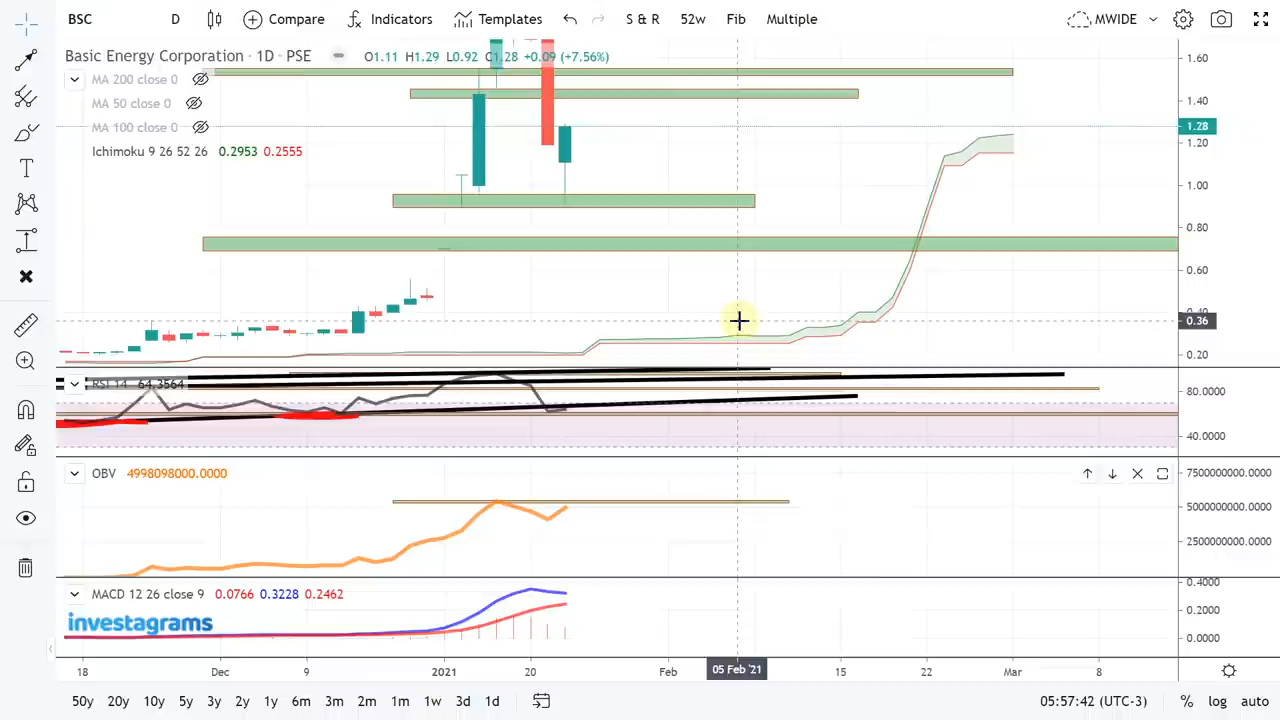 BSC D Compare Indicators Templates S & R 52w Fib Multiple MWIDE
Basic Energy Corporation · 1D · PSE O1.11 H1.29 L0.92 C1.28 +0.09 (+7.56%)
MA 200 close 0
MA 50 close 0
MA 100 close 0
Ichimoku 9 26 52 26 0.2953 0.2555
1.60
1.40
1.28
1.20
1.00
0.80
0.60
0.40
0.36
0.20
RSI 14 64.3564
80.0000
40.0000
OBV 4998098000.0000
7500000000.0000
5000000000.0000
2500000000.0000
MACD 12 26 close 9 0.0766 0.3228 0.2462
0.4000
0.2000
0.0000
investagrams
18 Dec 9 2021 20 Feb 05 Feb '21 15 22 Mar 8
50y 20y 10y 5y 3y 2y 1y 6m 3m 2m 1m 1w 3d 1d 05:57:42 (UTC-3) % log auto